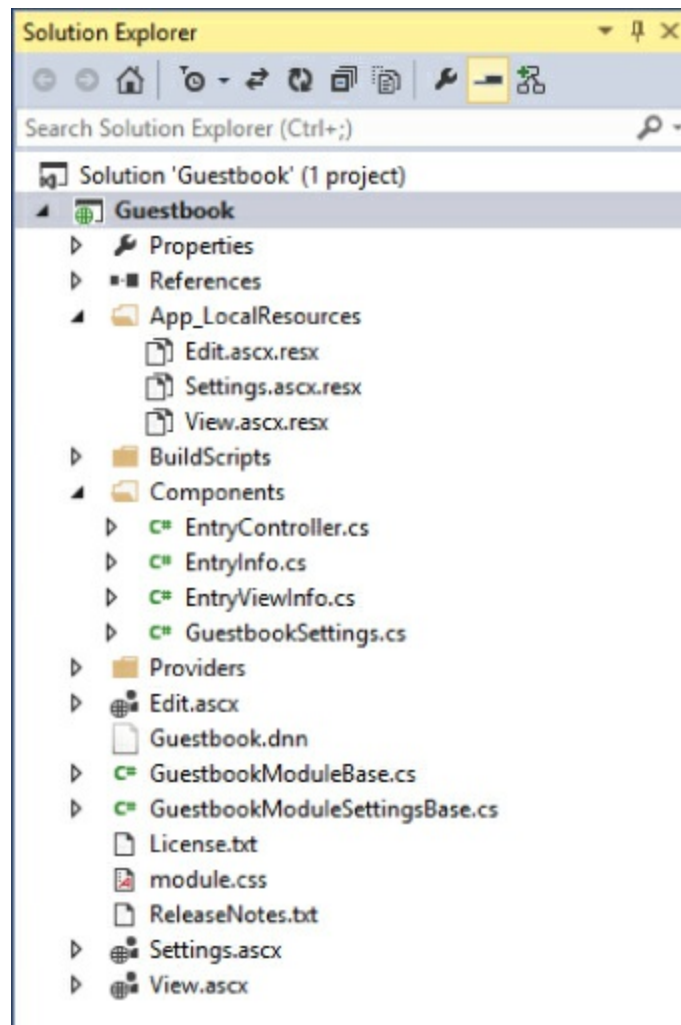 Solution Explorer
Search Solution Explorer (Ctrl+;)
Solution 'Guestbook' (1 project)
Guestbook
Properties
References
App_LocalResources
Edit.ascx.resx
Settings.ascx.resx
View.ascx.resx
BuildScripts
Components
C# EntryController.cs
C# EntryInfo.cs
C# EntryViewInfo.cs
C# GuestbookSettings.cs
Providers
Edit.ascx
Guestbook.dnn
C# GuestbookModuleBase.cs
C# GuestbookModuleSettingsBase.cs
License.txt
module.css
ReleaseNotes.txt
Settings.ascx
View.ascx